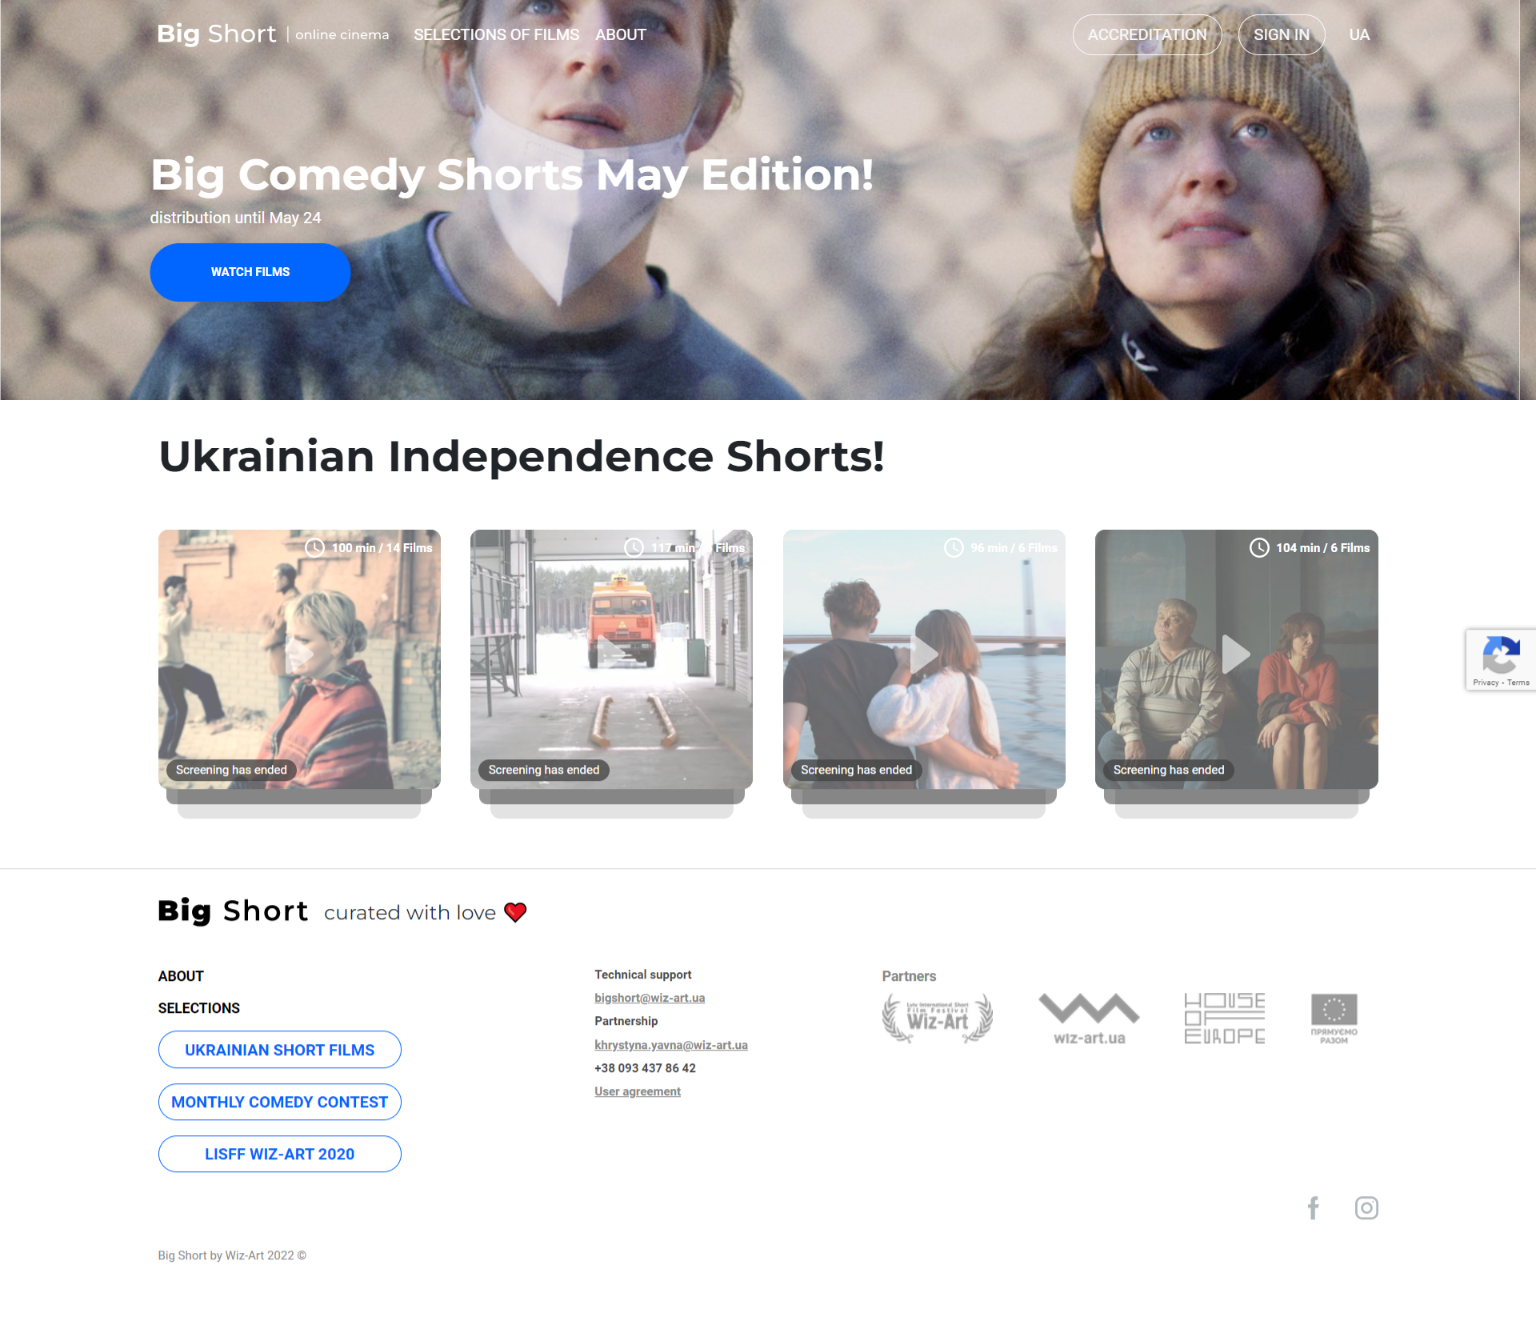 Big Short | online cinema SELECTIONS OF FILMS ABOUT ACCREDITATION SIGN IN UA
Big Comedy Shorts May Edition!
distribution until May 24
WATCH FILMS
Ukrainian Independence Shorts!
100 min / 14 Films
117 min / Films
96 min / 6 Films
104 min / 6 Films
Screening has ended
Screening has ended
Screening has ended
Screening has ended
Privacy - Terms
Big Short curated with love
ABOUT
SELECTIONS
UKRAINIAN SHORT FILMS
MONTHLY COMEDY CONTEST
LISFF WIZ-ART 2020
Technical support
bigshort@wiz-art.ua
Partnership
khrystyna.yavna@wiz-art.ua
+38 093 437 86 42
User agreement
Partners
Lviv International Short
Film Festival
Wiz-Art
wiz-art.ua
HOUSE
OF
EUROPE
ПРЯМУЄМО
РАЗОМ
Big Short by Wiz-Art 2022 ©